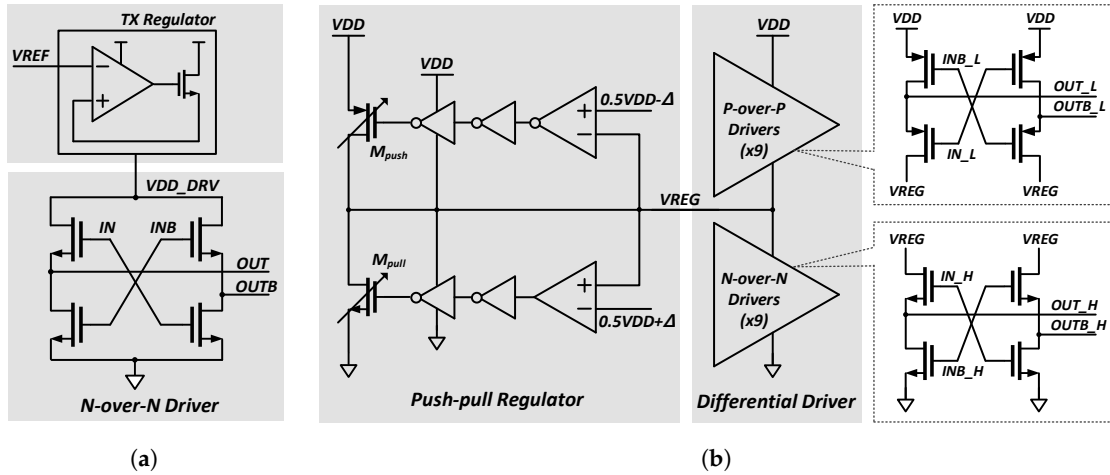 TX Regulator
VREF
VDD_DRV
IN
INB
OUT
OUTB
N-over-N Driver
(a)
VDD
VDD
M_push
0.5VDD-Δ
VREG
M_pull
0.5VDD+Δ
Push-pull Regulator
VDD
P-over-P
Drivers
(x9)
N-over-N
Drivers
(x9)
Differential Driver
VDD
VDD
INB_L
OUT_L
OUTB_L
IN_L
VREG
VREG
VREG
VREG
IN_H
OUT_H
OUTB_H
INB_H
(b)